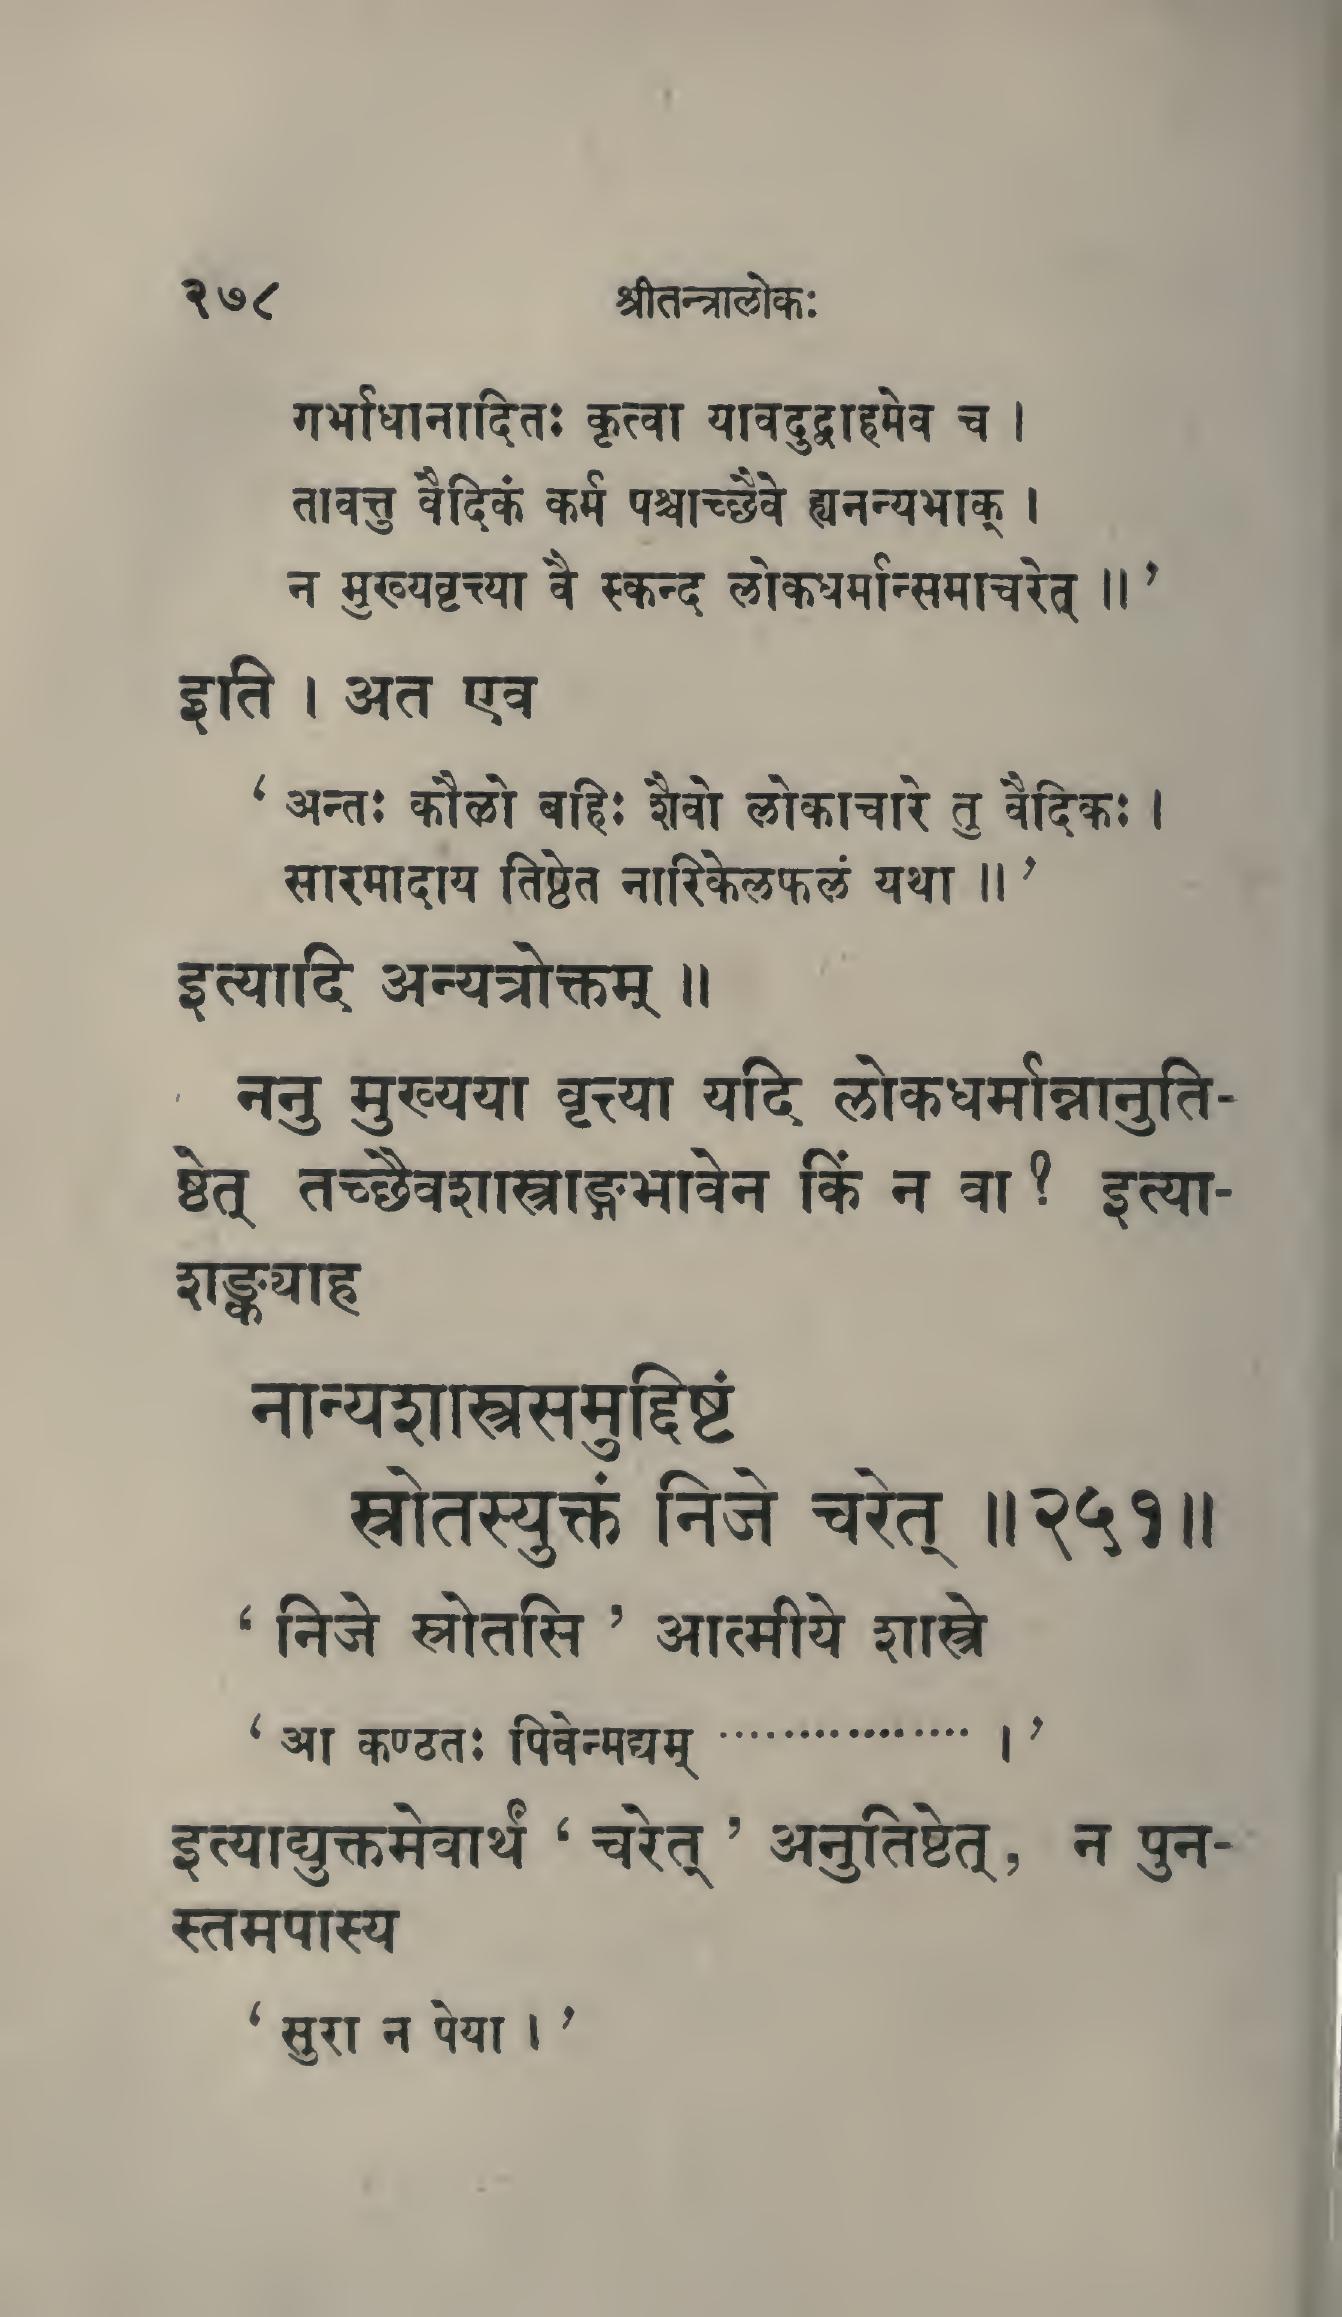 २७८ श्रीतन्त्रालोकः
गर्भाधानादितः कृत्वा यावदुद्वाहमेव च ।
तावत्तु वैदिकं कर्म पश्चाच्छैवे ह्यनन्यभाक् ।
न मुख्यवृत्त्या वै स्कन्द लोकधर्मान्समाचरेत् ॥ ’
इति । अत एव
‘ अन्तः कौलो बहिः शैवो लोकाचारे तु वैदिकः ।
सारमादाय तिष्ठेत नारिकेलफलं यथा ॥ ’
इत्यादि अन्यत्रोक्तम् ॥
ननु मुख्यया वृत्त्या यदि लोकधर्मान्नानुति-
ष्ठेत् तच्छैवशास्त्राङ्गभावेन किं न वा ? इत्या-
शङ्कयाह
नान्यशास्त्रसमुद्दिष्टं
स्रोतस्युक्तं निजे चरेत् ॥ २५१ ॥
‘ निजे स्रोतसि ’ आत्मीये शास्त्रे
‘ आ कण्ठतः पिवेन्मद्यम् ················ । ’
इत्याद्युक्तमेवार्थं ‘ चरेत् ’ अनुतिष्ठेत्, न पुन-
स्तमपास्य
‘ सुरा न पेया । ’